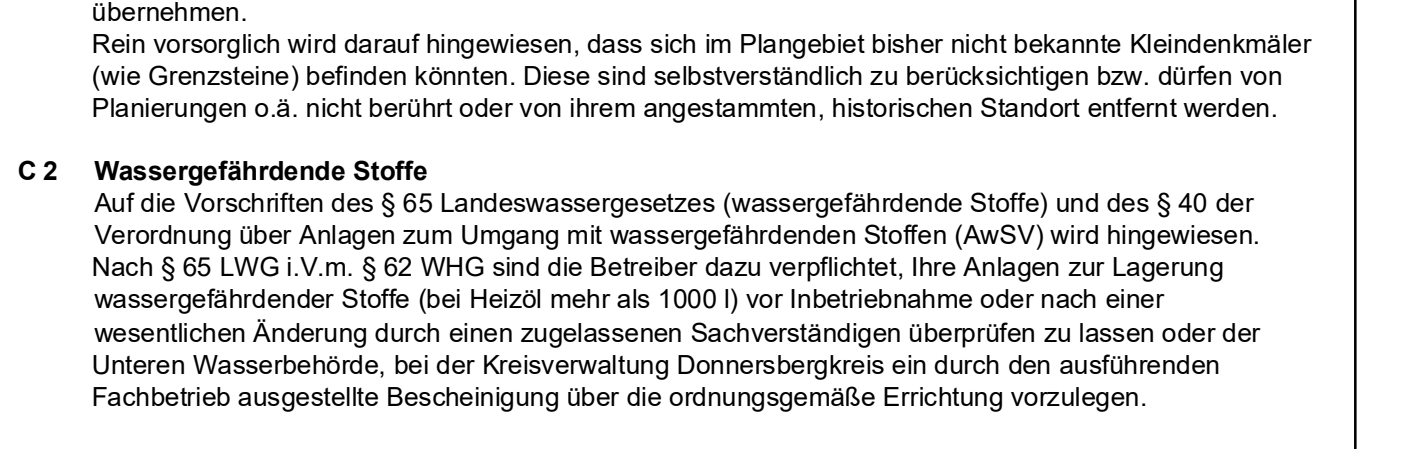 übernehmen.
Rein vorsorglich wird darauf hingewiesen, dass sich im Plangebiet bisher nicht bekannte Kleindenkmäler
(wie Grenzsteine) befinden könnten. Diese sind selbstverständlich zu berücksichtigen bzw. dürfen von
Planierungen o.ä. nicht berührt oder von ihrem angestammten, historischen Standort entfernt werden.
C 2 Wassergefährdende Stoffe
Auf die Vorschriften des § 65 Landeswassergesetzes (wassergefährdende Stoffe) und des § 40 der
Verordnung über Anlagen zum Umgang mit wassergefährdenden Stoffen (AwSV) wird hingewiesen.
Nach § 65 LWG i.V.m. § 62 WHG sind die Betreiber dazu verpflichtet, Ihre Anlagen zur Lagerung
wassergefährdender Stoffe (bei Heizöl mehr als 1000 l) vor Inbetriebnahme oder nach einer
wesentlichen Änderung durch einen zugelassenen Sachverständigen überprüfen zu lassen oder der
Unteren Wasserbehörde, bei der Kreisverwaltung Donnersbergkreis ein durch den ausführenden
Fachbetrieb ausgestellte Bescheinigung über die ordnungsgemäße Errichtung vorzulegen.